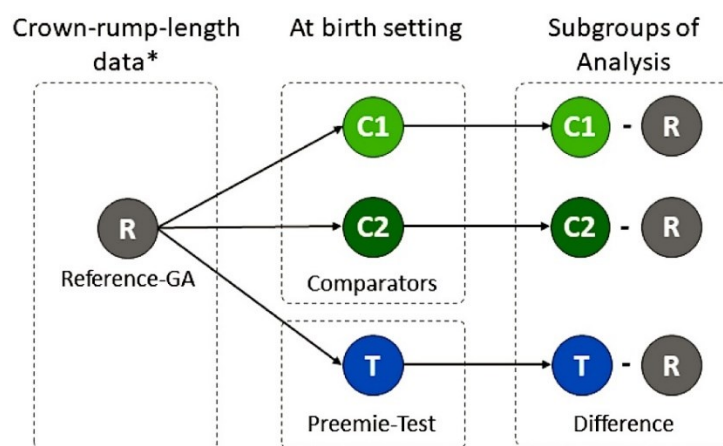 Crown-rump-length
data*
At birth setting
Subgroups of
Analysis
C1
C1 - R
R
Reference-GA
C2
C2 - R
Comparators
T
T - R
Preemie-Test
Difference